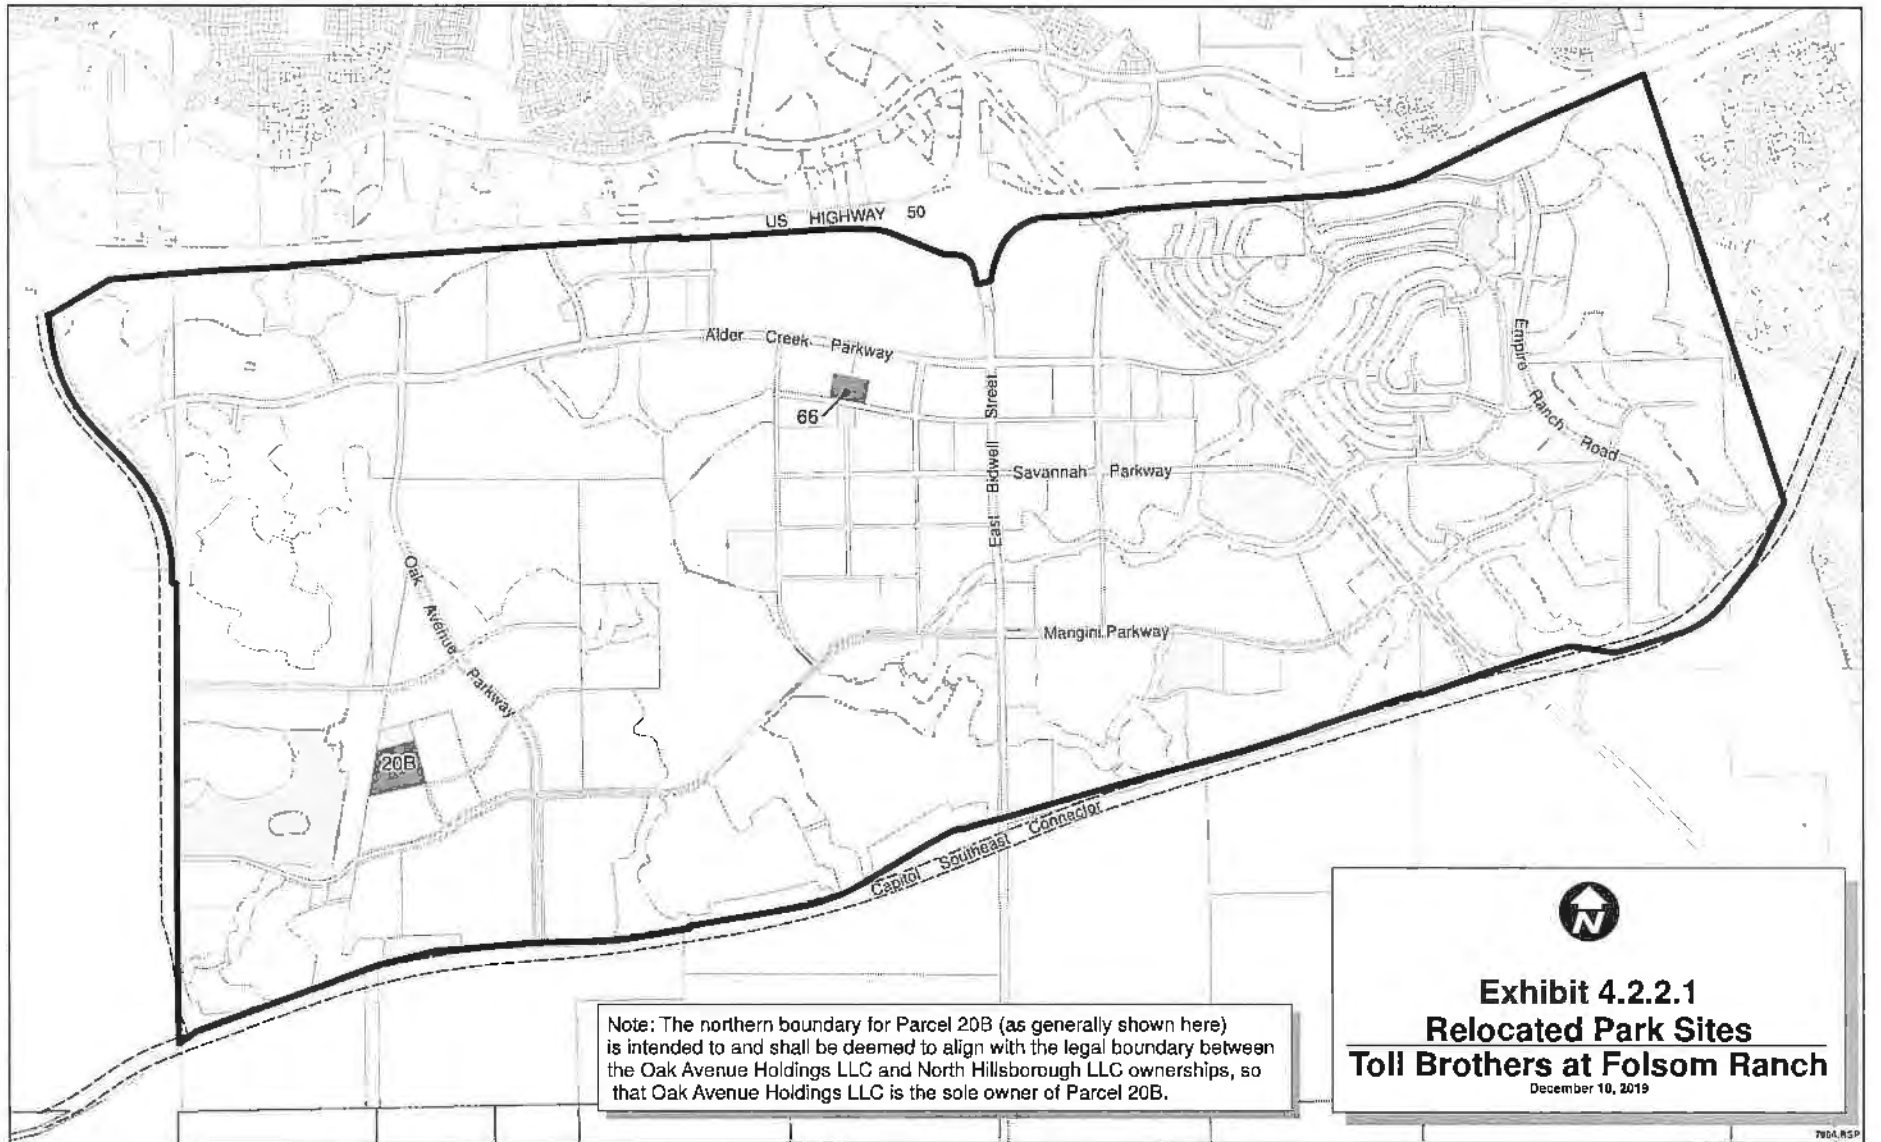 US HIGHWAY 50
Alder Creek Parkway
66
East Bidwell Street
Savannah Parkway
Empire Ranch Road
Oak Avenue Parkway
Mangini Parkway
20B
Capitol Southeast Connector
N
Exhibit 4.2.2.1
Relocated Park Sites
Toll Brothers at Folsom Ranch
December 10, 2019
Note: The northern boundary for Parcel 20B (as generally shown here)
is intended to and shall be deemed to align with the legal boundary between
the Oak Avenue Holdings LLC and North Hillsborough LLC ownerships, so
that Oak Avenue Holdings LLC is the sole owner of Parcel 20B.